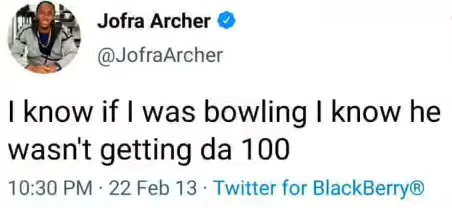 Jofra Archer
@JofraArcher
I know if I was bowling I know he
wasn't getting da 100
10:30 PM · 22 Feb 13 · Twitter for BlackBerry®